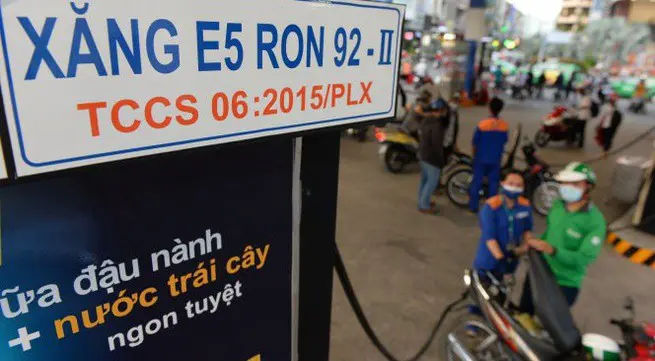 XĂNG E5 RON 92 - II
TCCS 06:2015/PLX
ữa đậu nành
+ nước trái cây
ngon tuyệt